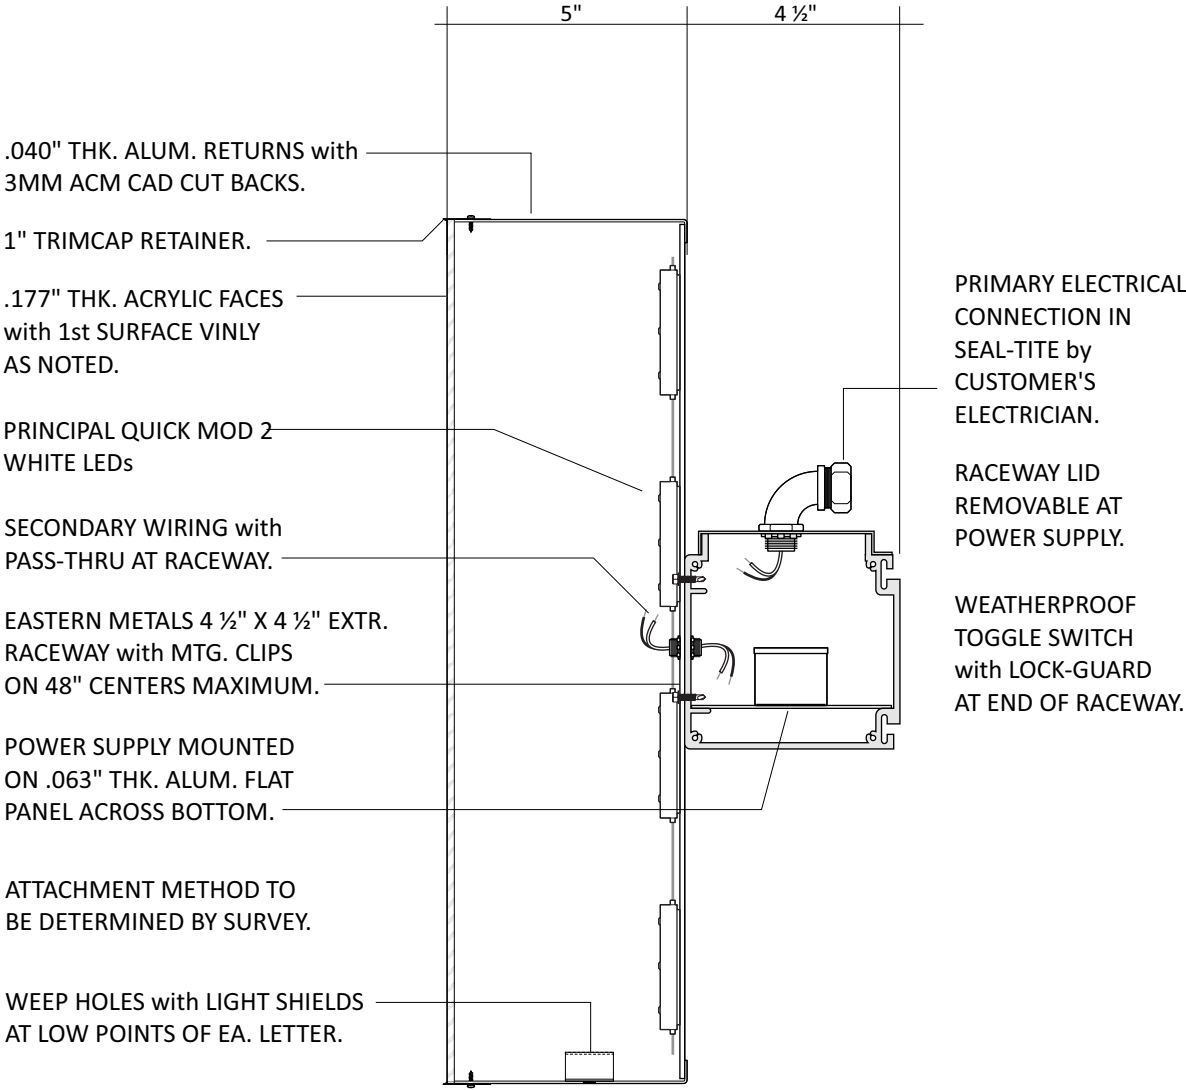 5"
4 ½"
.040" THK. ALUM. RETURNS with
3MM ACM CAD CUT BACKS.
1" TRIMCAP RETAINER.
.177" THK. ACRYLIC FACES
with 1st SURFACE VINLY
AS NOTED.
PRINCIPAL QUICK MOD 2
WHITE LEDs
SECONDARY WIRING with
PASS-THRU AT RACEWAY.
EASTERN METALS 4 ½" X 4 ½" EXTR.
RACEWAY with MTG. CLIPS
ON 48" CENTERS MAXIMUM.
POWER SUPPLY MOUNTED
ON .063" THK. ALUM. FLAT
PANEL ACROSS BOTTOM.
ATTACHMENT METHOD TO
BE DETERMINED BY SURVEY.
WEEP HOLES with LIGHT SHIELDS
AT LOW POINTS OF EA. LETTER.
PRIMARY ELECTRICAL
CONNECTION IN
SEAL-TITE by
CUSTOMER'S
ELECTRICIAN.
RACEWAY LID
REMOVABLE AT
POWER SUPPLY.
WEATHERPROOF
TOGGLE SWITCH
with LOCK-GUARD
AT END OF RACEWAY.